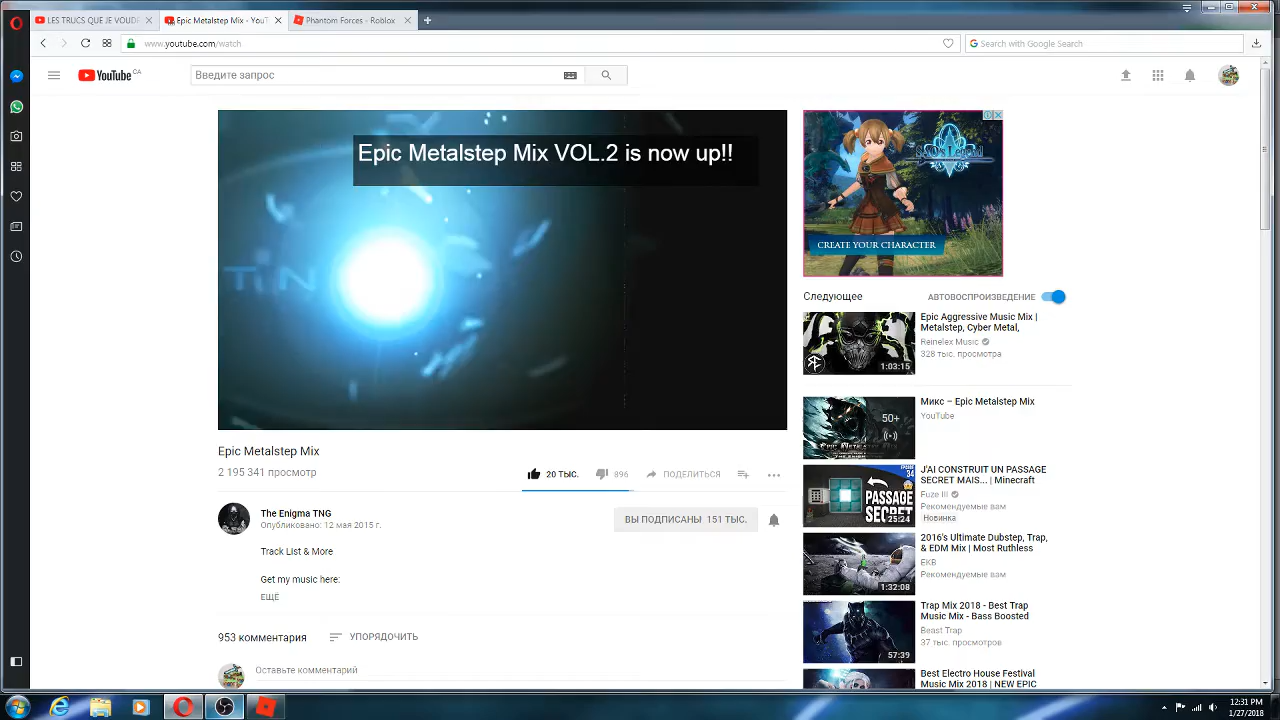 LES TRUCS QUE JE VOUD
Epic Metalstep Mix - YouT
Phantom Forces - Roblox
www.youtube.com/watch
Search with Google Search
YouTube CA
Введите запрос
Epic Metalstep Mix VOL.2 is now up!!
CREATE YOUR CHARACTER
Следующее
АВТОВОСПРОИЗВЕДЕНИЕ
Epic Aggressive Music Mix |
Metalstep, Cyber Metal,
Reinelex Music
328 тыс. просмотра
1:03:15
Микс – Epic Metalstep Mix
YouTube
50+
Epic Metalstep Mix
2 195 341 просмотр
20 ТЫС.
896
ПОДЕЛИТЬСЯ
J'AI CONSTRUIT UN PASSAGE
SECRET MAIS... | Minecraft
Fuze III
Рекомендуемые вам
Новинка
PASSAGE
SECRET
25:24
The Enigma TNG
Опубликовано: 12 мая 2015 г.
ВЫ ПОДПИСАНЫ 151 ТЫС.
Track List & More
Get my music here:
ЕЩЁ
2016's Ultimate Dubstep, Trap,
& EDM Mix | Most Ruthless
EKB
Рекомендуемые вам
1:32:08
Trap Mix 2018 - Best Trap
Music Mix - Bass Boosted
Beast Trap
37 тыс. просмотров
57:39
953 комментария
УПОРЯДОЧИТЬ
Оставьте комментарий
Best Electro House Festival
Music Mix 2018 | NEW EPIC
12:31 PM
1/27/2018